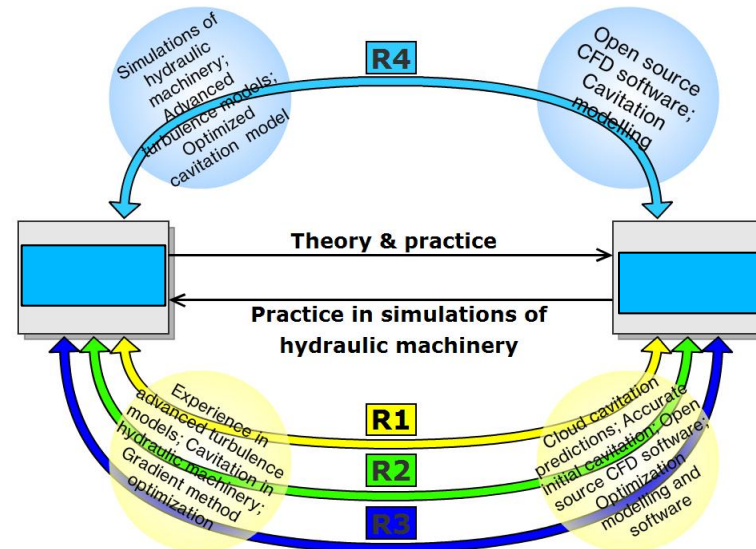 Simulations of
hydraulic
machinery;
Advanced
turbulence models;
Optimized
cavitation model
R4
Open source
CFD software;
Cavitation
modelling
Theory & practice
Practice in simulations of
hydraulic machinery
Experience in
advanced turbulence
models; Cavitation in
hydraulic machinery;
Gradient method
optimization
R1
R2
R3
Cloud cavitation
predictions; Accurate
initial cavitation; Open
source CFD software;
Optimization
modelling and
software